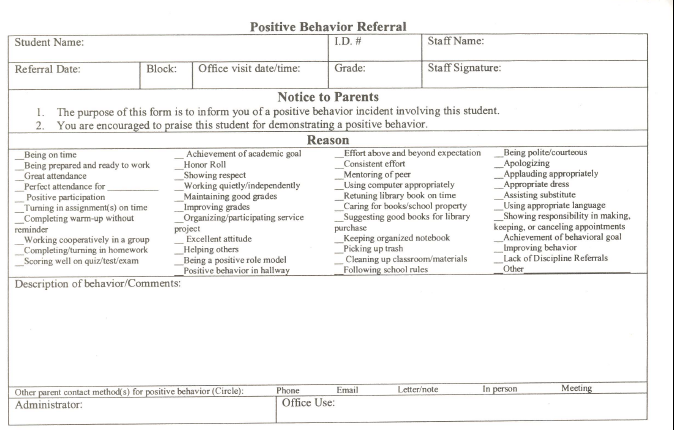 Positive Behavior Referral
Student Name: I.D. # Staff Name:
Referral Date: Block: Office visit date/time: Grade: Staff Signature:
Notice to Parents
1. The purpose of this form is to inform you of a positive behavior incident involving this student.
2. You are encouraged to praise this student for demonstrating a positive behavior.
Reason
__Being on time
__Being prepared and ready to work
__Great attendance
__Perfect attendance for __________
__Positive participation
__Turning in assignment(s) on time
__Completing warm-up without
reminder
__Working cooperatively in a group
__Completing/turning in homework
__Scoring well on quiz/test/exam
__Achievement of academic goal
__Honor Roll
__Showing respect
__Working quietly/independently
__Maintaining good grades
__Improving grades
__Organizing/participating service
project
__Excellent attitude
__Helping others
__Being a positive role model
__Positive behavior in hallway
__Effort above and beyond expectation
__Consistent effort
__Mentoring of peer
__Using computer appropriately
__Retuning library book on time
__Caring for books/school property
__Suggesting good books for library
purchase
__Keeping organized notebook
__Picking up trash
__Cleaning up classroom/materials
__Following school rules
__Being polite/courteous
__Apologizing
__Applauding appropriately
__Appropriate dress
__Assisting substitute
__Using appropriate language
__Showing responsibility in making,
keeping, or canceling appointments
__Achievement of behavioral goal
__Improving behavior
__Lack of Discipline Referrals
__Other____________________
Description of behavior/Comments:
Other parent contact method(s) for positive behavior (Circle): Phone Email Letter/note In person Meeting
Administrator: Office Use: